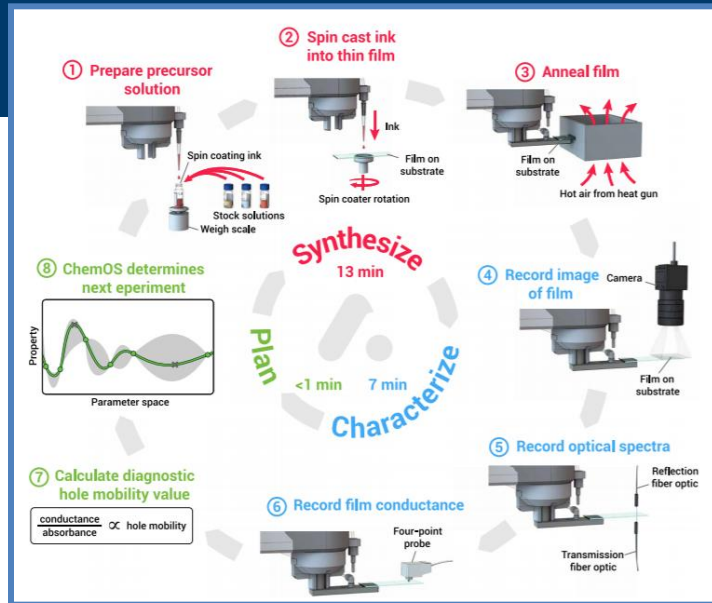 ① Prepare precursor
solution
Spin coating ink
Stock solutions
Weigh scale
② Spin cast ink
into thin film
Ink
Film on
substrate
Spin coater rotation
③ Anneal film
Film on
substrate
Hot air from heat gun
④ Record image
of film
Camera
Film on
substrate
⑤ Record optical spectra
Reflection
fiber optic
Transmission
fiber optic
⑥ Record film conductance
Four-point
probe
⑦ Calculate diagnostic
hole mobility value
conductance
absorbance
∝ hole mobility
⑧ ChemOS determines
next eperiment
Property
Parameter space
Synthesize
13 min
Characterize
7 min
Plan
<1 min